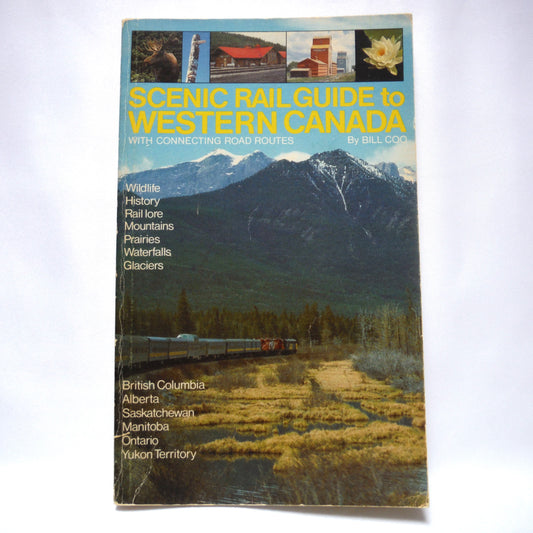 SCENIC RAIL GUIDE to
WESTERN CANADA
WITH CONNECTING ROAD ROUTES By BILL COO
Wildlife
History
Rail lore
Mountains
Prairies
Waterfalls
Glaciers
British Columbia
Alberta
Saskatchewan
Manitoba
Ontario
Yukon Territory